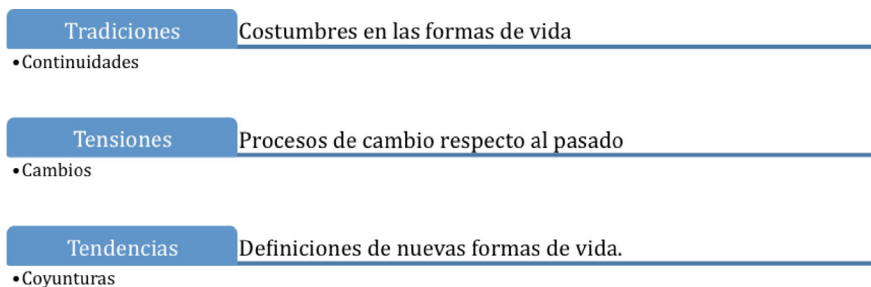 Tradiciones Costumbres en las formas de vida
•Continuidades
Tensiones Procesos de cambio respecto al pasado
•Cambios
Tendencias Definiciones de nuevas formas de vida.
•Coyunturas